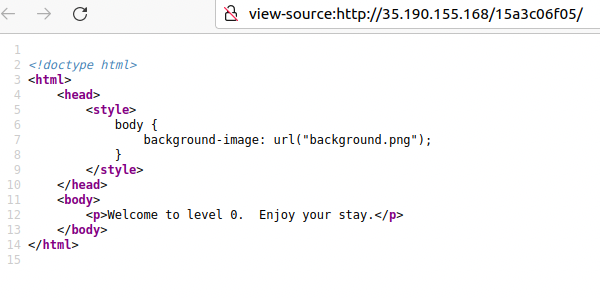 view-source:http://35.190.155.168/15a3c06f05/
1
2 <!doctype html>
3 <html>
4     <head>
5         <style>
6             body {
7                 background-image: url("background.png");
8             }
9         </style>
10     </head>
11     <body>
12         <p>Welcome to level 0.  Enjoy your stay.</p>
13     </body>
14 </html>
15